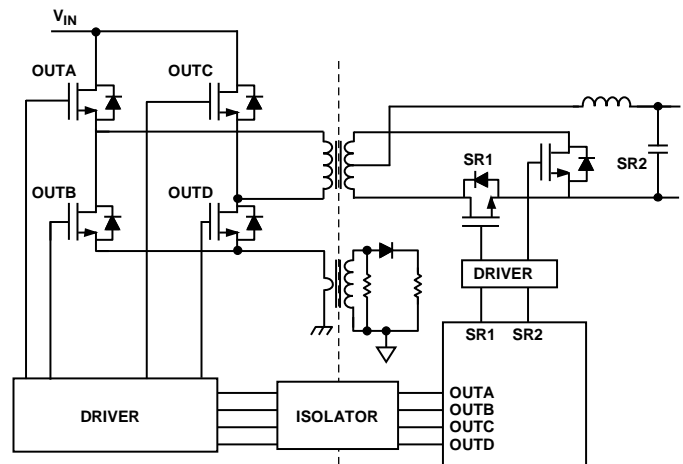 VIN
OUTA
OUTC
OUTB
OUTD
SR1
SR2
DRIVER
SR1 SR2
DRIVER
ISOLATOR
OUTA
OUTB
OUTC
OUTD